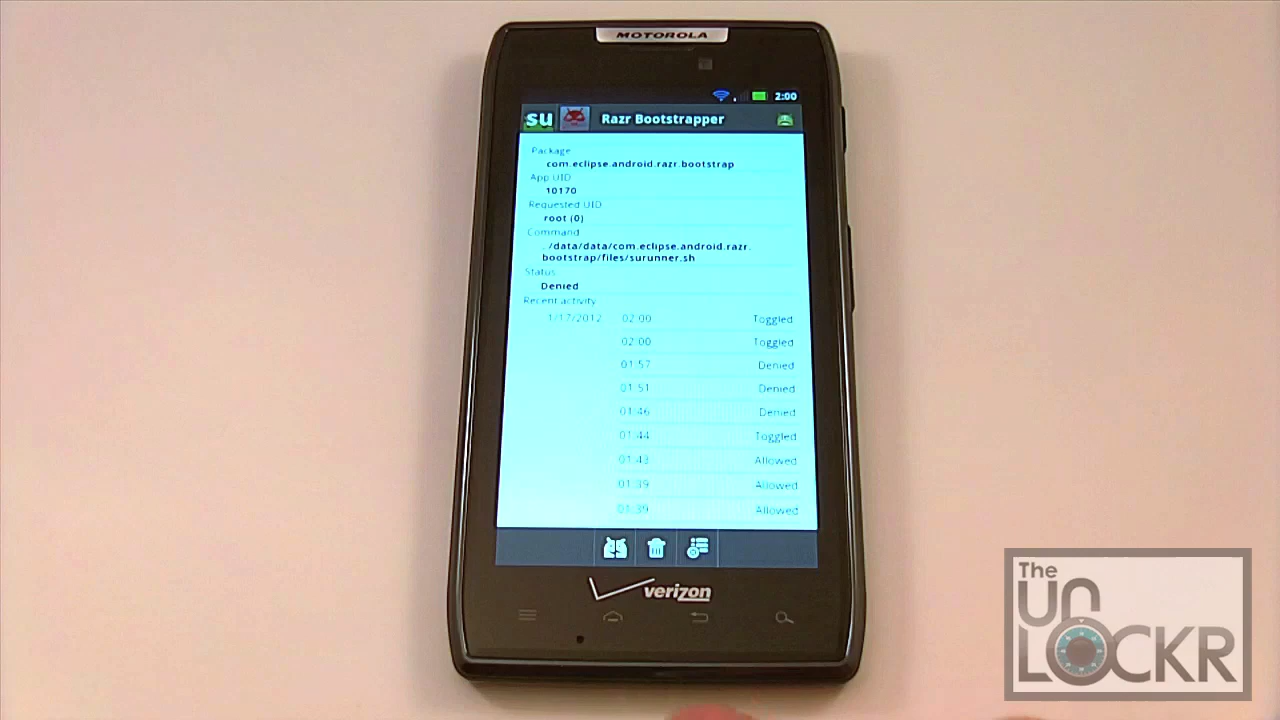 MOTOROLA
2:00
su Razr Bootstrapper
Package
com.eclipse.android.razr.bootstrap
App UID
10170
Requested UID
root (0)
Command
./data/data/com.eclipse.android.razr.
bootstrap/files/surunner.sh
Status
Denied
Recent activity
1/17/2012 02:00 Toggled
02:00 Toggled
01:57 Denied
01:51 Denied
01:46 Denied
01:44 Toggled
01:43 Allowed
01:39 Allowed
01:39 Allowed
verizon
The
UN
LOCKR